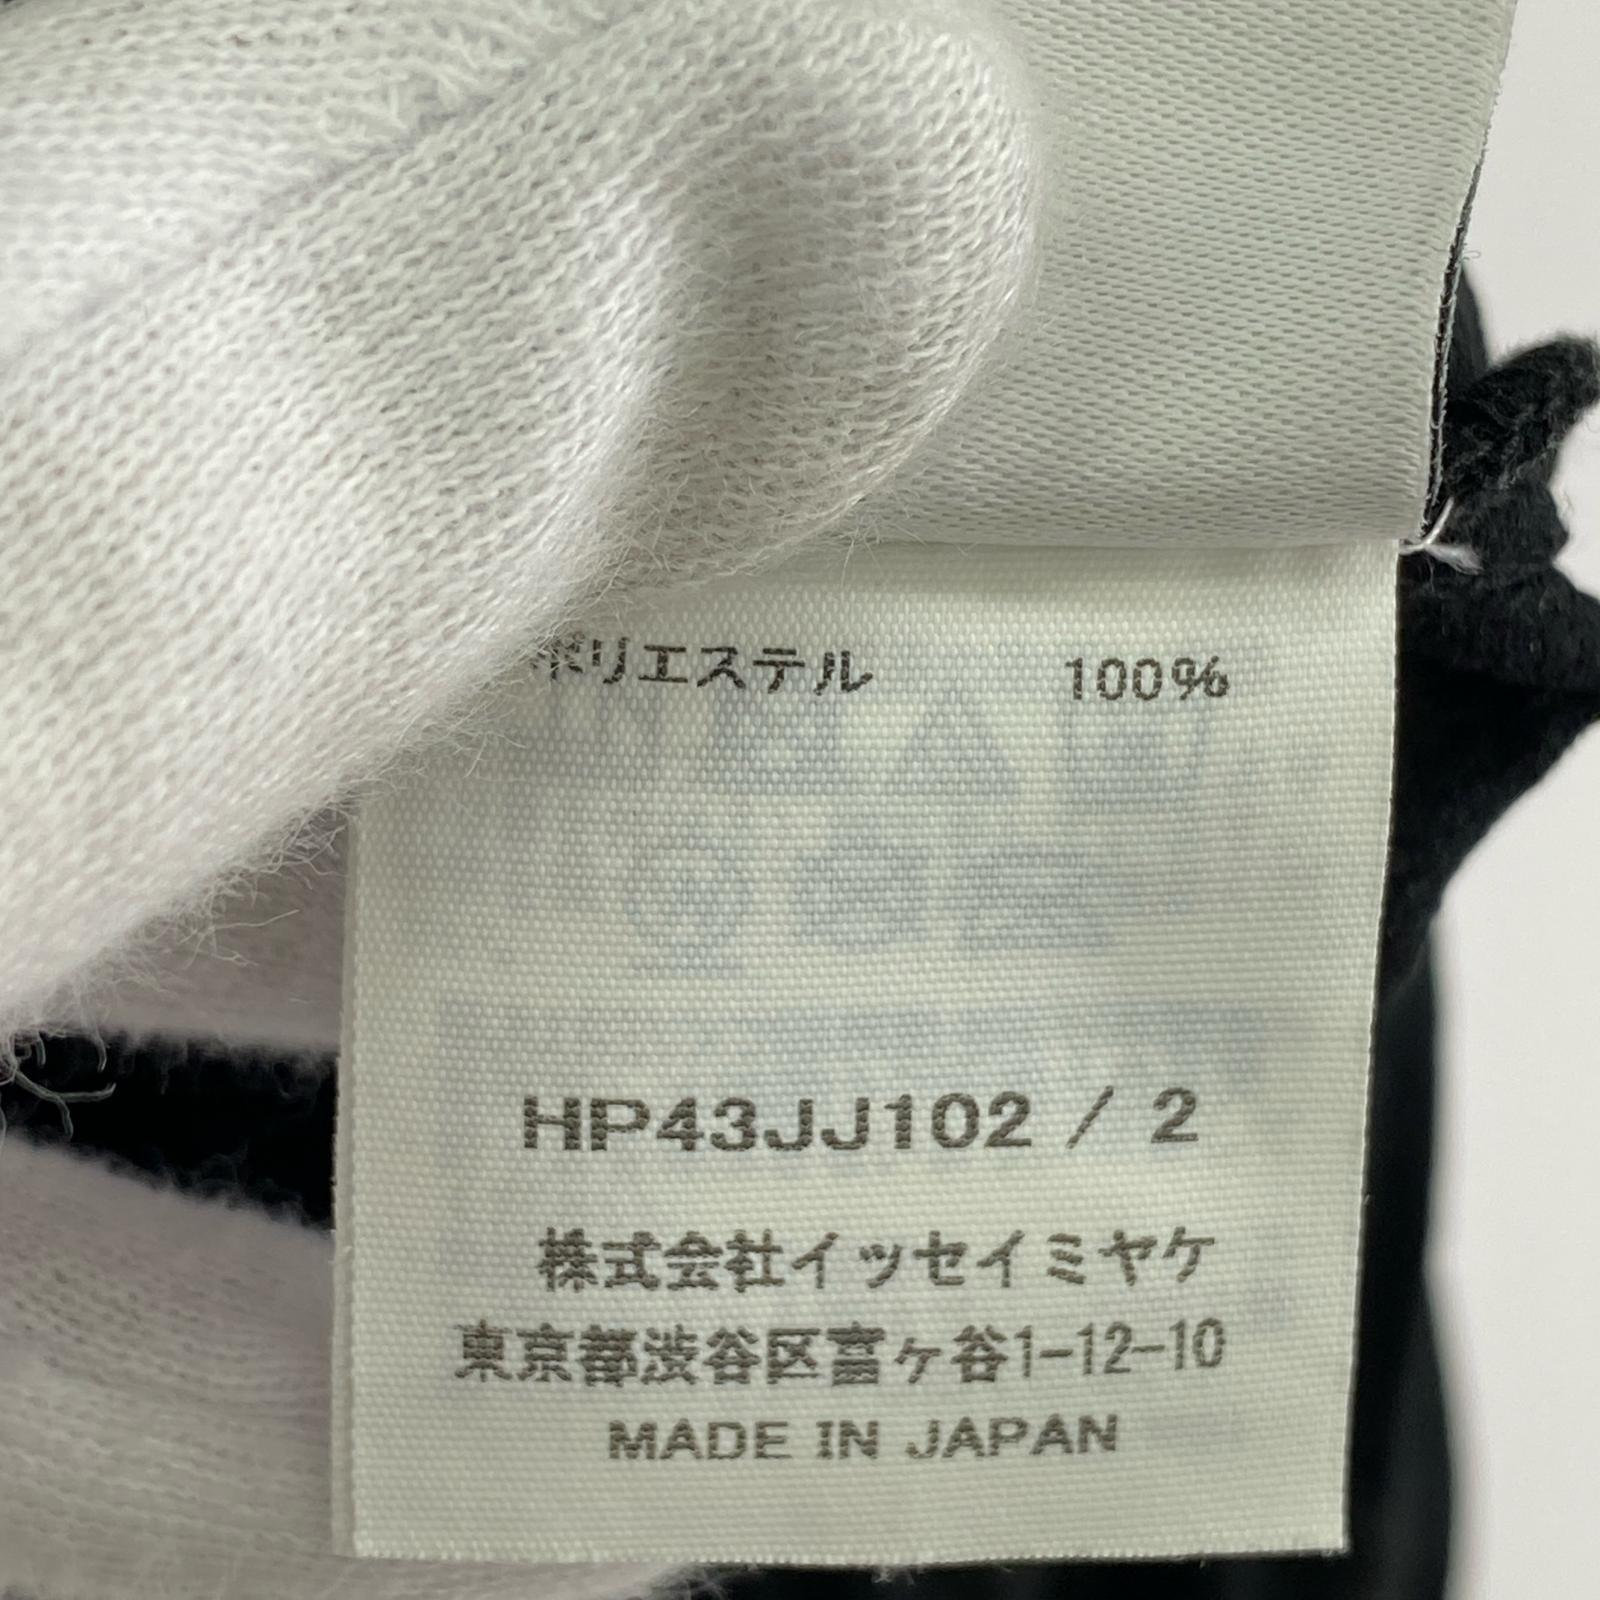 ポリエステル 100%
HP43JJ102 / 2
株式会社イッセイミヤケ
東京都渋谷区富ヶ谷1-12-10
MADE IN JAPAN